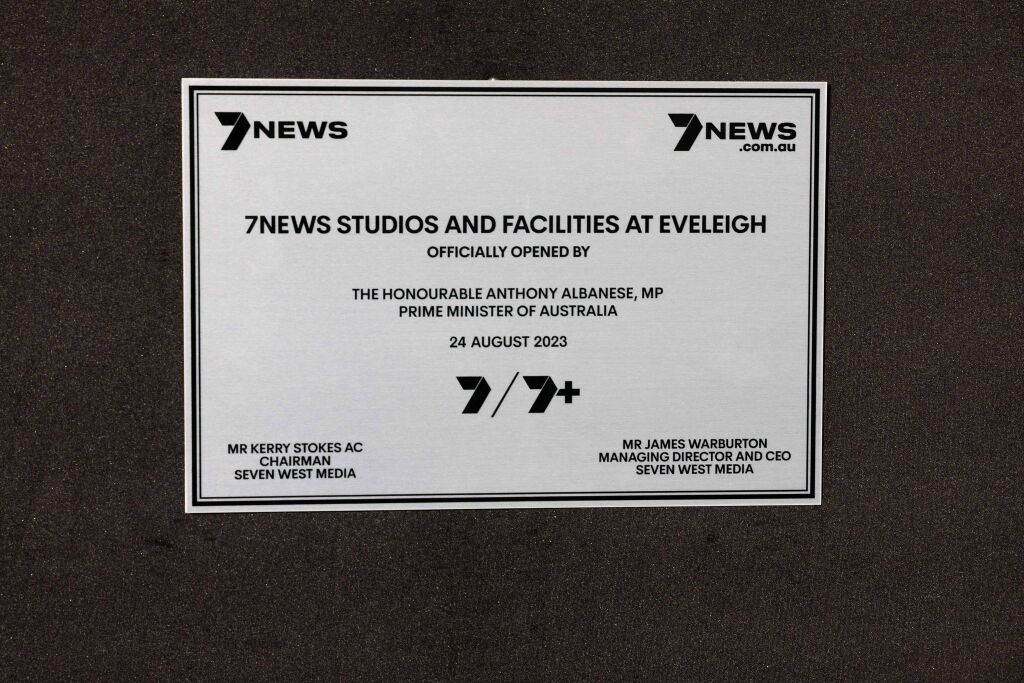 7NEWS
7NEWS
.com.au
7NEWS STUDIOS AND FACILITIES AT EVELEIGH
OFFICIALLY OPENED BY
THE HONOURABLE ANTHONY ALBANESE, MP
PRIME MINISTER OF AUSTRALIA
24 AUGUST 2023
7/7+
MR KERRY STOKES AC
CHAIRMAN
SEVEN WEST MEDIA
MR JAMES WARBURTON
MANAGING DIRECTOR AND CEO
SEVEN WEST MEDIA